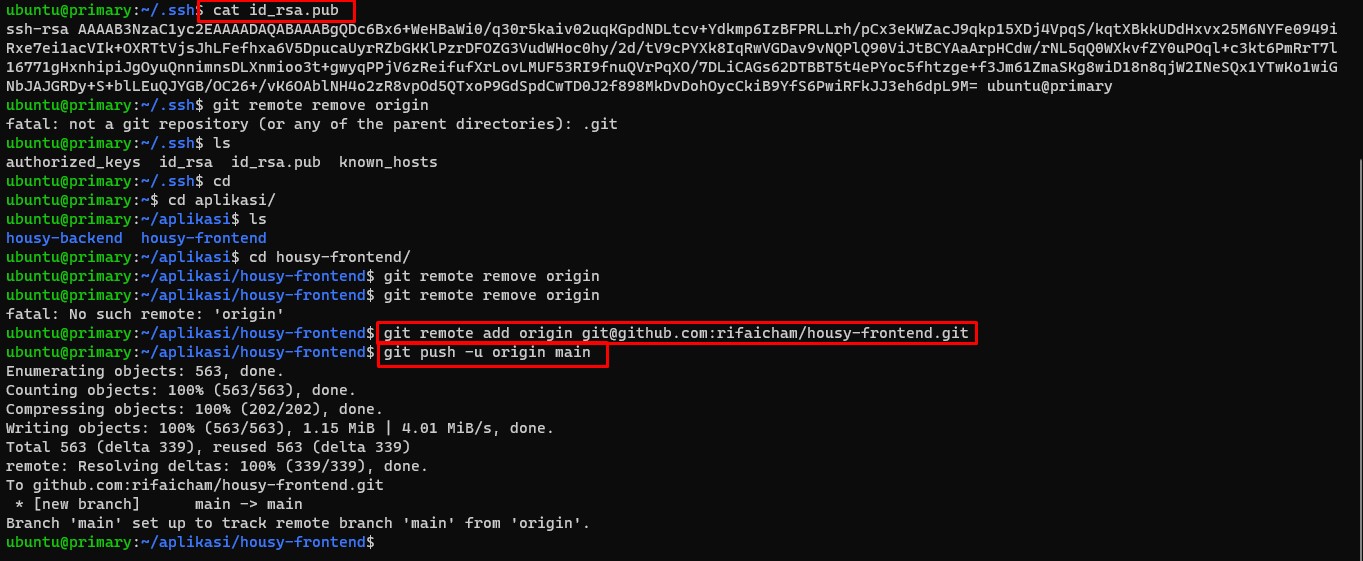 ubuntu@primary:~/.ssh$ cat id_rsa.pub
ssh-rsa AAAAB3NzaC1yc2EAAAADAQABAAABgQDc6Bx6+WeHBaWi0/q30r5kaiv02uqKGpdNDLtcv+Ydkmp6IzBFPRLLrh/pCx3eKWZacJ9qkp15XDj4VpqS/kqtXBkkUDdHxvx25M6NYFe0949i
Rxe7ei1acVIk+OXRTtVjsJhLFefhxa6V5DpucaUyrRZbGKKlPzrDFOZG3VudWHoc0hy/2d/tV9cPYXk8IqRwVGDav9vNQPlQ90ViJtBCYAaArpHCdw/rNL5qQ0WXkvfZY0uPOql+c3kt6PmRrT7l
16771gHxnhipiJgOyuQnnimnsDLXnmioo3t+gwyqPPjV6zReifufXrLovLMUF53RI9fnuQVrPqXO/7DLiCAGs62DTBBT5t4ePYoc5fhtzge+f3Jm61ZmaSKg8wiD18n8qjW2INeSQx1YTwKo1wiG
NbJAJGRDy+S+blLEuQJYGB/OC26+/vK6OAblNH4o2zR8vpOd5QTxoP9GdSpdCwTD0J2f898MkDvDohOycCkiB9YfS6PwiRFkJJ3eh6dpL9M= ubuntu@primary
ubuntu@primary:~/.ssh$ git remote remove origin
fatal: not a git repository (or any of the parent directories): .git
ubuntu@primary:~/.ssh$ ls
authorized_keys  id_rsa  id_rsa.pub  known_hosts
ubuntu@primary:~/.ssh$ cd
ubuntu@primary:~$ cd aplikasi/
ubuntu@primary:~/aplikasi$ ls
housy-backend  housy-frontend
ubuntu@primary:~/aplikasi$ cd housy-frontend/
ubuntu@primary:~/aplikasi/housy-frontend$ git remote remove origin
ubuntu@primary:~/aplikasi/housy-frontend$ git remote remove origin
fatal: No such remote: 'origin'
ubuntu@primary:~/aplikasi/housy-frontend$ git remote add origin git@github.com:rifaicham/housy-frontend.git
ubuntu@primary:~/aplikasi/housy-frontend$ git push -u origin main
Enumerating objects: 563, done.
Counting objects: 100% (563/563), done.
Compressing objects: 100% (202/202), done.
Writing objects: 100% (563/563), 1.15 MiB | 4.01 MiB/s, done.
Total 563 (delta 339), reused 563 (delta 339)
remote: Resolving deltas: 100% (339/339), done.
To github.com:rifaicham/housy-frontend.git
 * [new branch]      main -> main
Branch 'main' set up to track remote branch 'main' from 'origin'.
ubuntu@primary:~/aplikasi/housy-frontend$